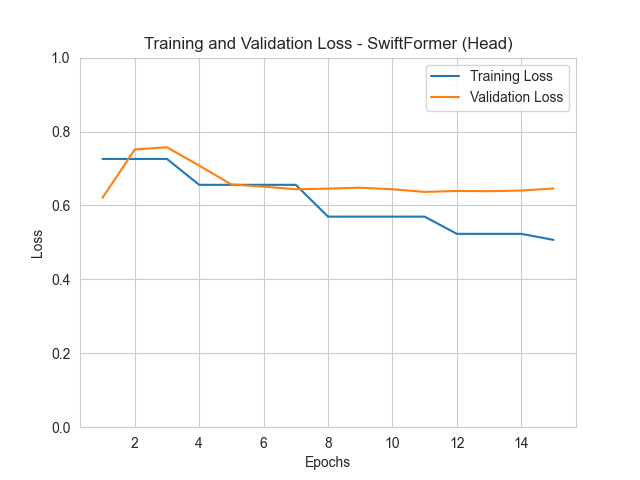 Training and Validation Loss - SwiftFormer (Head)
Training Loss
Validation Loss
1.0
0.8
0.6
0.4
0.2
0.0
Loss
2 4 6 8 10 12 14
Epochs